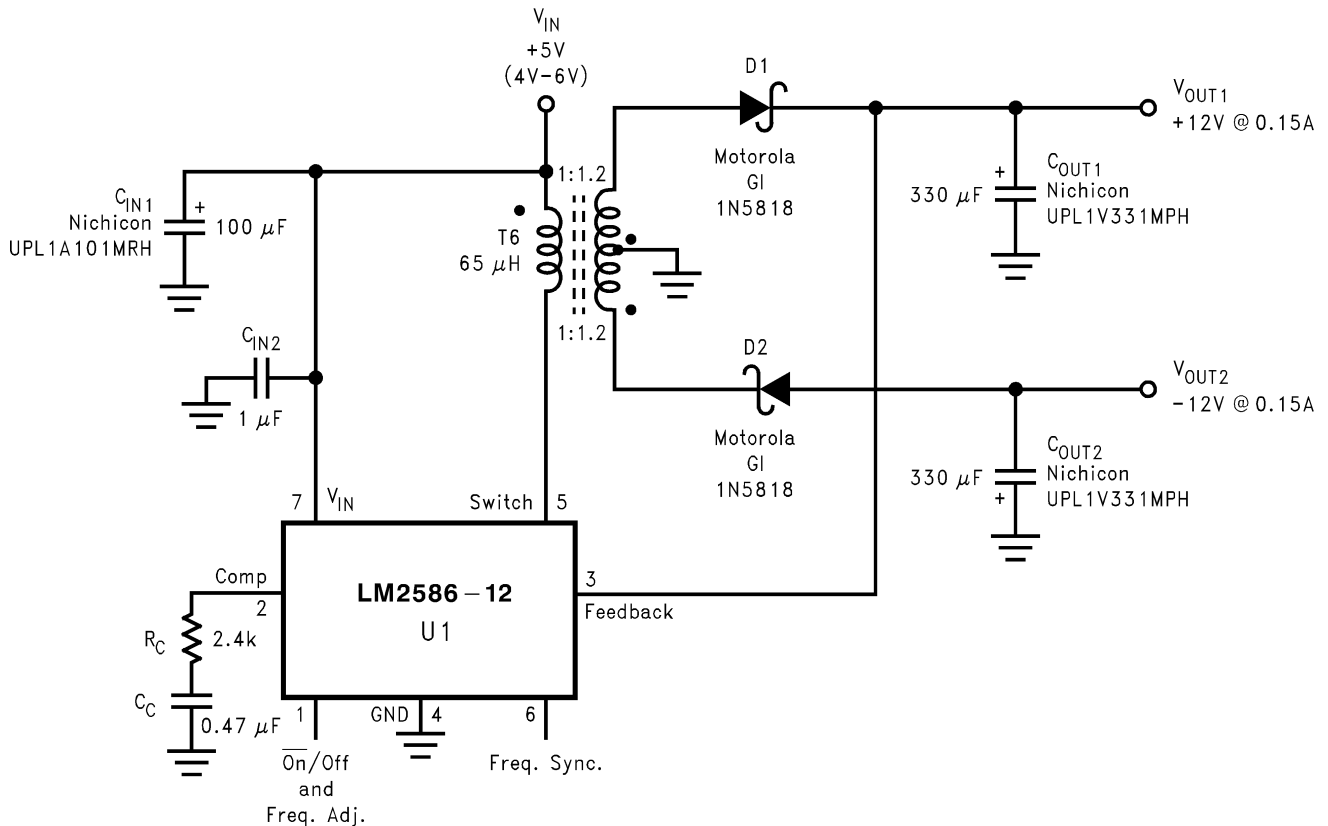 V_IN
+5V
(4V-6V)
D1
V_OUT1
+12V @ 0.15A
Motorola
GI
1N5818
1:1.2
C_IN1
Nichicon
UPL1A101MRH
+
100 μF
T6
65 μH
1:1.2
+
330 μF
C_OUT1
Nichicon
UPL1V331MPH
C_IN2
1 μF
D2
V_OUT2
-12V @ 0.15A
Motorola
GI
1N5818
330 μF
+
C_OUT2
Nichicon
UPL1V331MPH
7
V_IN
Switch
5
Comp
2
LM2586-12
U1
3
Feedback
R_C
2.4k
C_C
0.47 μF
1
GND
4
6
On/Off
and
Freq. Adj.
Freq. Sync.